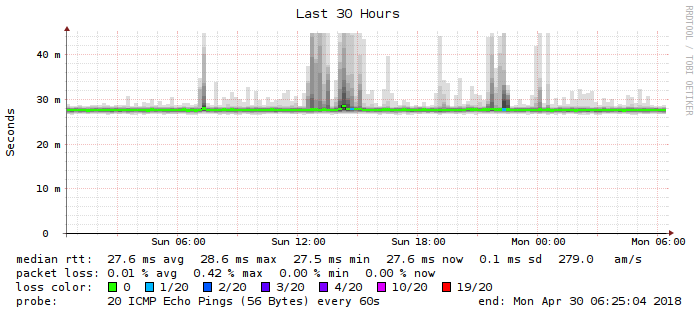 Last 30 Hours
RRDTOOL / TOBI OETIKER
Seconds
40 m
30 m
20 m
10 m
0
Sun 06:00 Sun 12:00 Sun 18:00 Mon 00:00 Mon 06:00
median rtt: 27.6 ms avg 28.6 ms max 27.5 ms min 27.6 ms now 0.1 ms sd 279.0 am/s
packet loss: 0.01 % avg 0.42 % max 0.00 % min 0.00 % now
loss color: 0 1/20 2/20 3/20 4/20 10/20 19/20
probe: 20 ICMP Echo Pings (56 Bytes) every 60s end: Mon Apr 30 06:25:04 2018